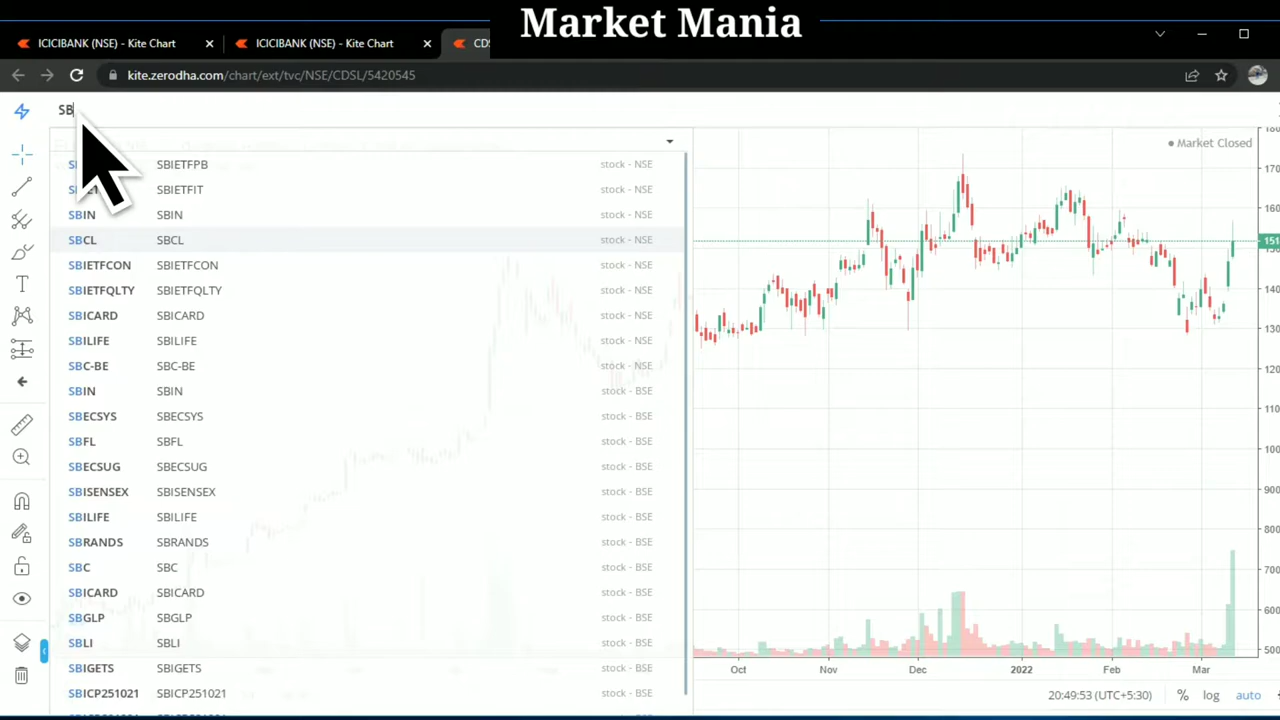 Market Mania
ICICIBANK (NSE) - Kite Chart
ICICIBANK (NSE) - Kite Chart
CDS
kite.zerodha.com/chart/ext/tvc/NSE/CDSL/5420545
SB
Market Closed
SBIETFPB stock - NSE
SBIETFIT stock - NSE
SBIN SBIN stock - NSE
SBCL SBCL stock - NSE
SBIETFCON SBIETFCON stock - NSE
SBIETFQLTY SBIETFQLTY stock - NSE
SBICARD SBICARD stock - NSE
SBILIFE SBILIFE stock - NSE
SBC-BE SBC-BE stock - NSE
SBIN SBIN stock - BSE
SBECSYS SBECSYS stock - BSE
SBFL SBFL stock - BSE
SBECSUG SBECSUG stock - BSE
SBISENSEX SBISENSEX stock - BSE
SBILIFE SBILIFE stock - BSE
SBRANDS SBRANDS stock - BSE
SBC SBC stock - BSE
SBICARD SBICARD stock - BSE
SBGLP SBGLP stock - BSE
SBLI SBLI stock - BSE
SBIGETS SBIGETS stock - BSE
SBICP251021 SBICP251021 stock - BSE
180
170
160
151
150
140
130
120
110
100
900
800
700
600
500
Oct Nov Dec 2022 Feb Mar
20:49:53 (UTC+5:30) % log auto